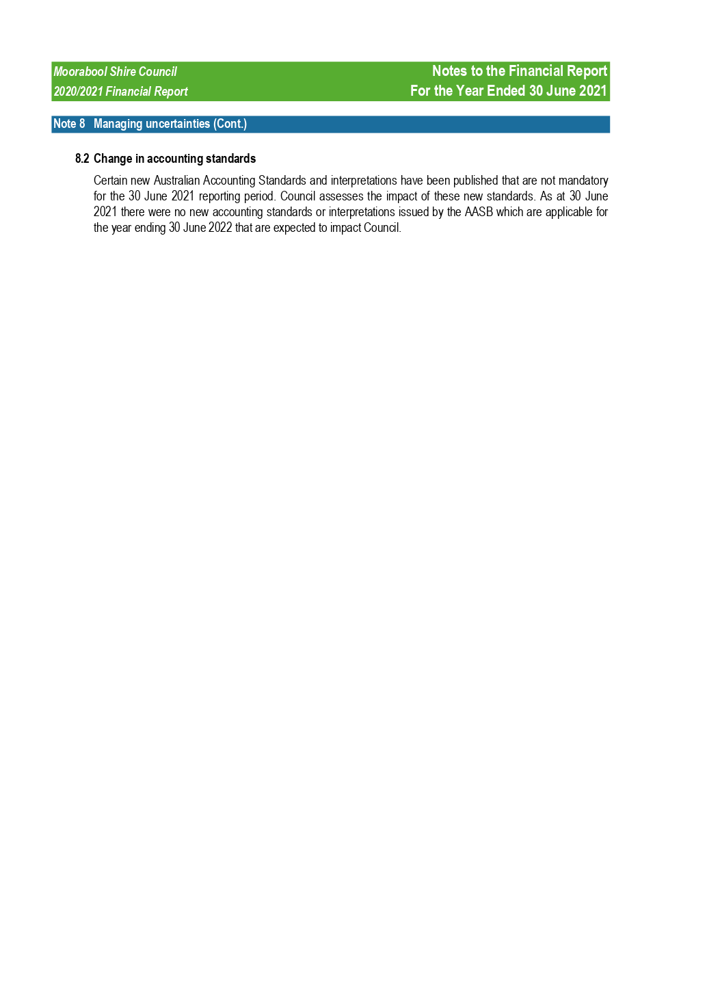 Moorabool Shire Council
Notes to the Financial Report
2020/2021 Financial Report
For the Year Ended 30 June 2021
Note 8 Managing uncertainties (Cont.)
8.2 Change in accounting standards
Certain new Australian Accounting Standards and interpretations have been published that are not mandatory
for the 30 June 2021 reporting period. Council assesses the impact of these new standards. As at 30 June
2021 there were no new accounting standards or interpretations issued by the AASB which are applicable for
the year ending 30 June 2022 that are expected to impact Council.